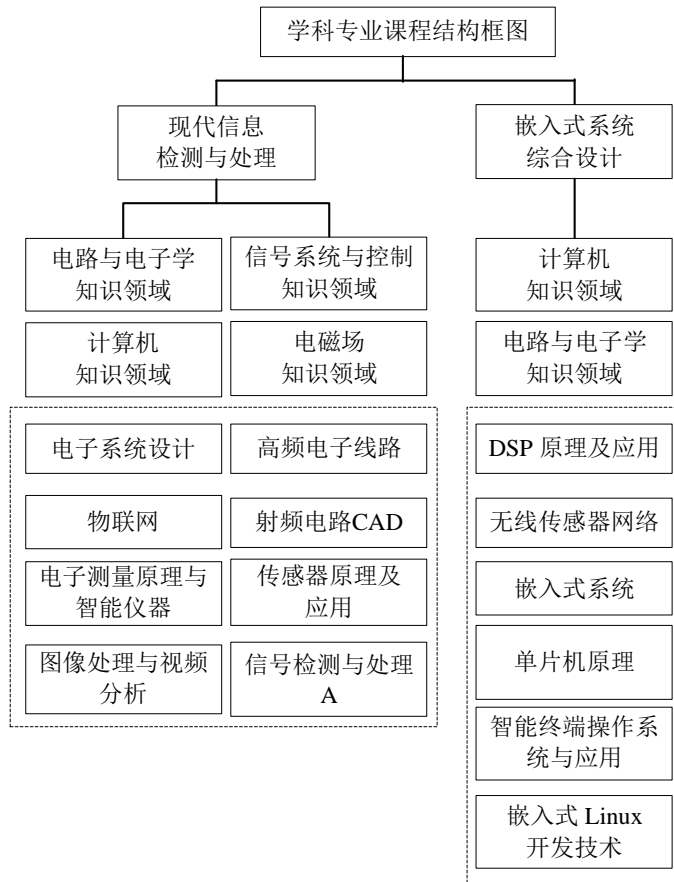 学科专业课程结构框图
现代信息
检测与处理
嵌入式系统
综合设计
电路与电子学
知识领域
信号系统与控制
知识领域
计算机
知识领域
计算机
知识领域
电磁场
知识领域
电路与电子学
知识领域
电子系统设计
高频电子线路
DSP 原理及应用
物联网
射频电路CAD
无线传感器网络
电子测量原理与
智能仪器
传感器原理及
应用
嵌入式系统
图像处理与视频
分析
信号检测与处理
A
单片机原理
智能终端操作系
统与应用
嵌入式 Linux
开发技术